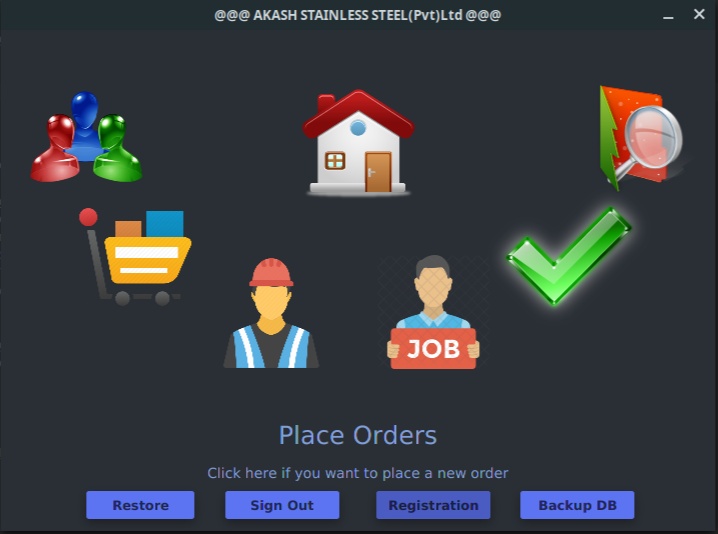 @@@ AKASH STAINLESS STEEL(Pvt)Ltd @@@
JOB
Place Orders
Click here if you want to place a new order
Restore
Sign Out
Registration
Backup DB